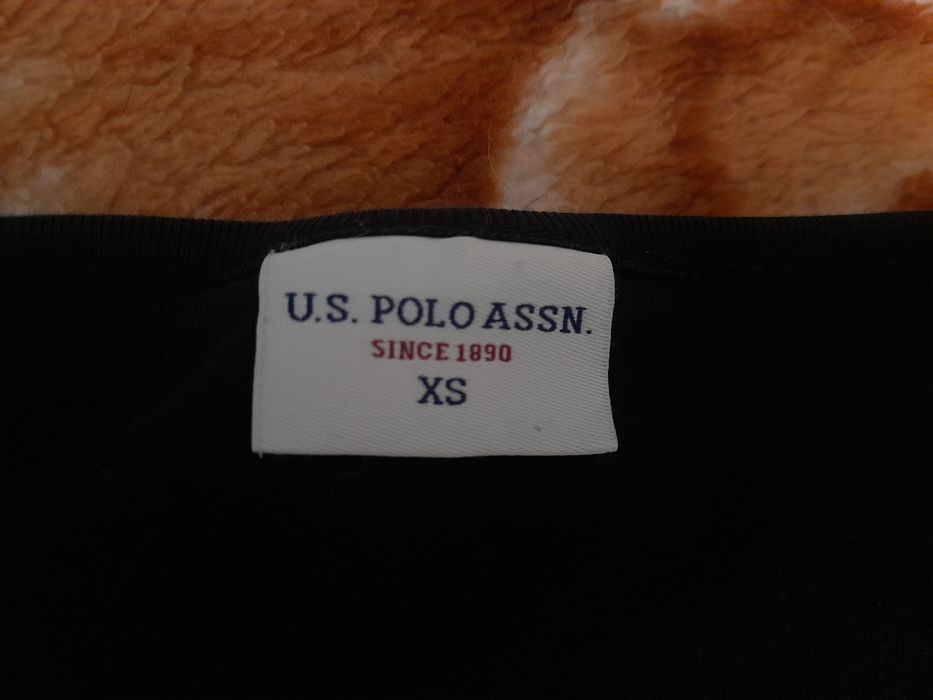 U.S. POLO ASSN.
SINCE 1890
XS